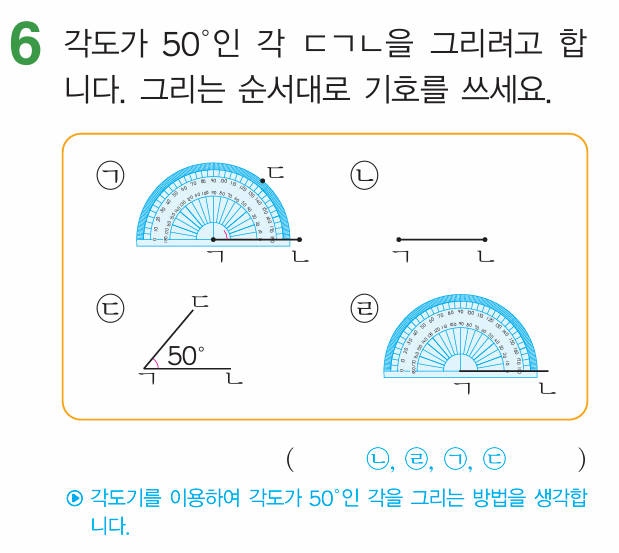 6 각도가 50°인 각 ㄷㄱㄴ을 그리려고 합
니다. 그리는 순서대로 기호를 쓰세요.
㉠ ㄷ ㄱ ㄴ
㉡ ㄱ ㄴ
㉢ ㄷ 50° ㄱ ㄴ
㉣ ㄱ ㄴ
( ㉡, ㉣, ㉠, ㉢ )
각도기를 이용하여 각도가 50°인 각을 그리는 방법을 생각합
니다.